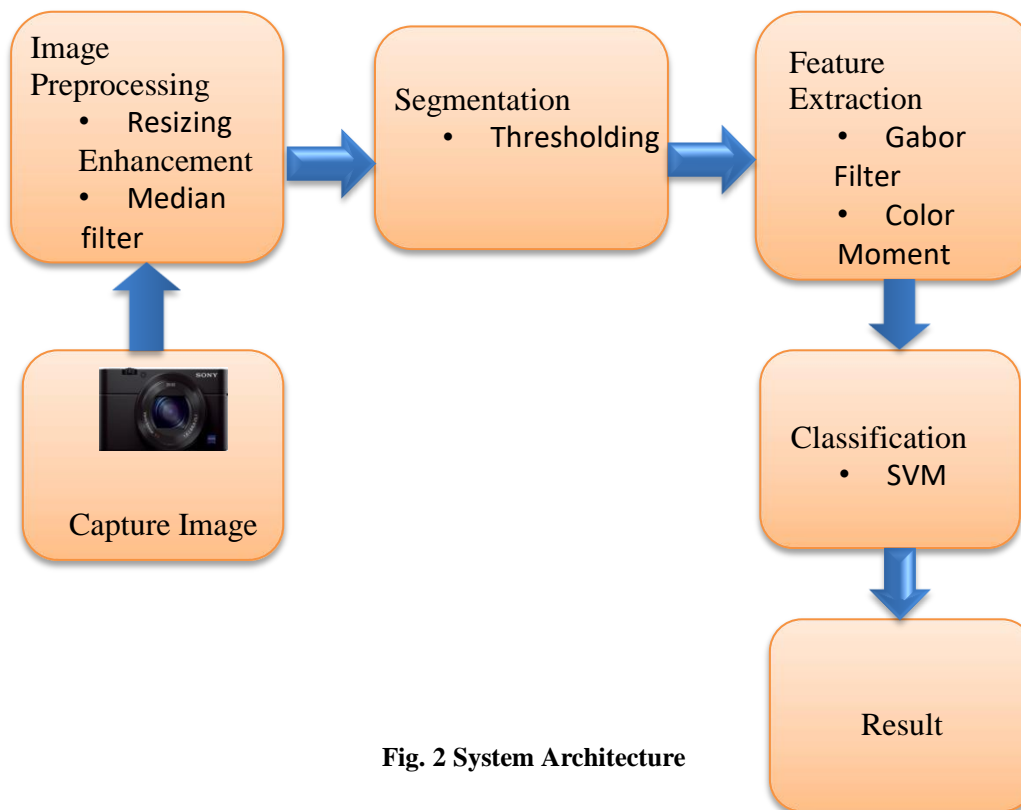 Image
Preprocessing
• Resizing
Enhancement
• Median
filter
Segmentation
• Thresholding
Feature
Extraction
• Gabor
Filter
• Color
Moment
SONY
Capture Image
Classification
• SVM
Result
Fig. 2 System Architecture